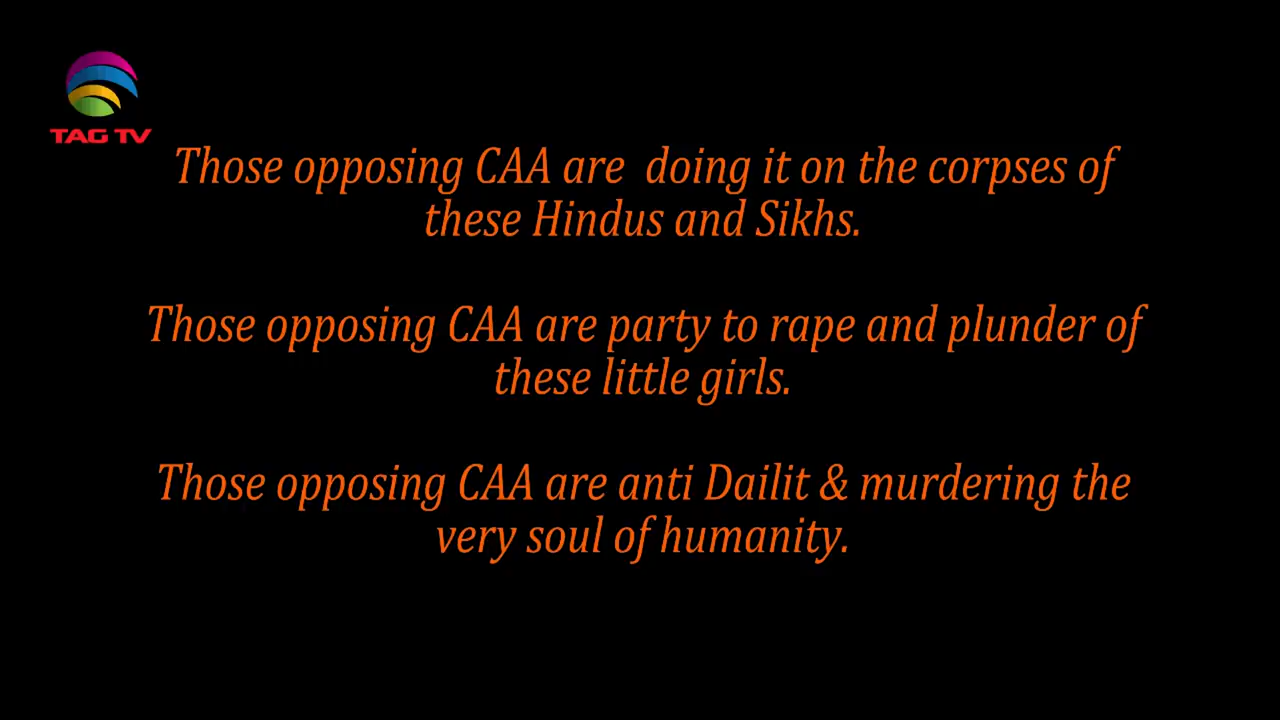 TAG TV
Those opposing CAA are doing it on the corpses of
these Hindus and Sikhs.
Those opposing CAA are party to rape and plunder of
these little girls.
Those opposing CAA are anti Dailit & murdering the
very soul of humanity.